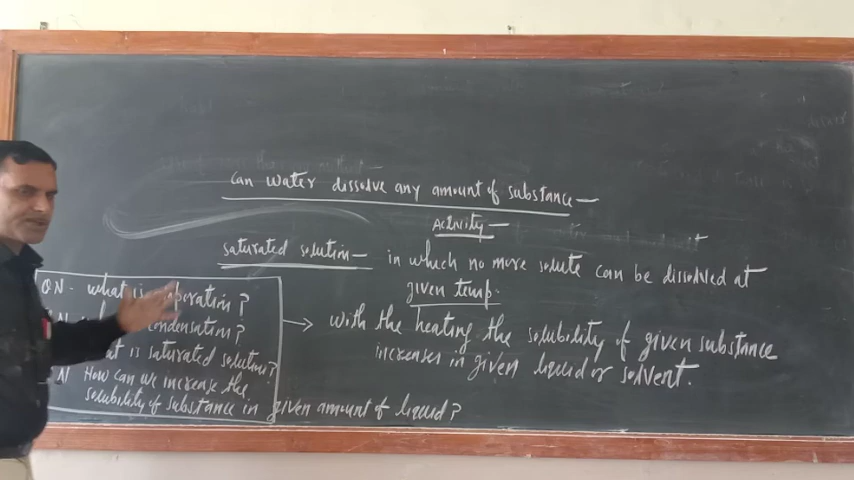 Can water dissolve any amount of substance —
Activity —
saturated solution — in which no more solute can be dissolved at
given temp.
QN - what is
? 
condensation?
is saturated solution?
N How can we increase the
solubility of substance in given amount of liquid?
→ with the heating the solubility of given substance
increases in given liquid or solvent.